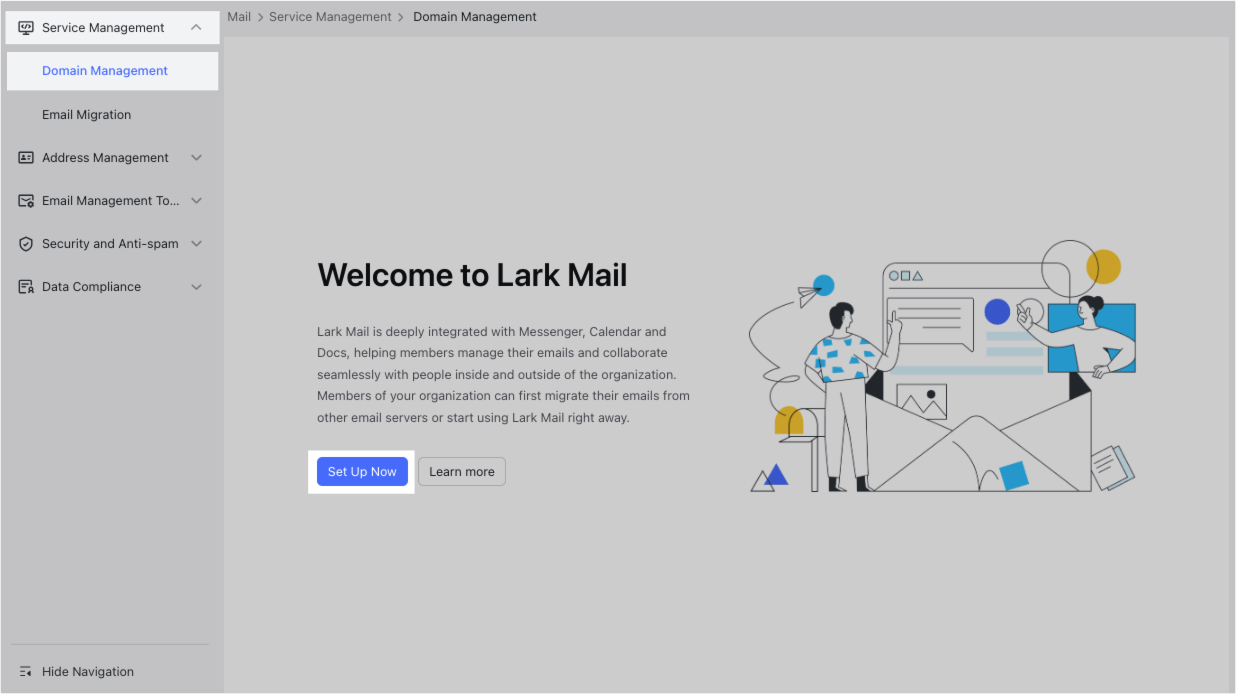 Service Management
Mail > Service Management > Domain Management
Domain Management
Email Migration
Address Management
Email Management To...
Security and Anti-spam
Data Compliance
Welcome to Lark Mail
Lark Mail is deeply integrated with Messenger, Calendar and
Docs, helping members manage their emails and collaborate
seamlessly with people inside and outside of the organization.
Members of your organization can first migrate their emails from
other email servers or start using Lark Mail right away.
Set Up Now
Learn more
Hide Navigation